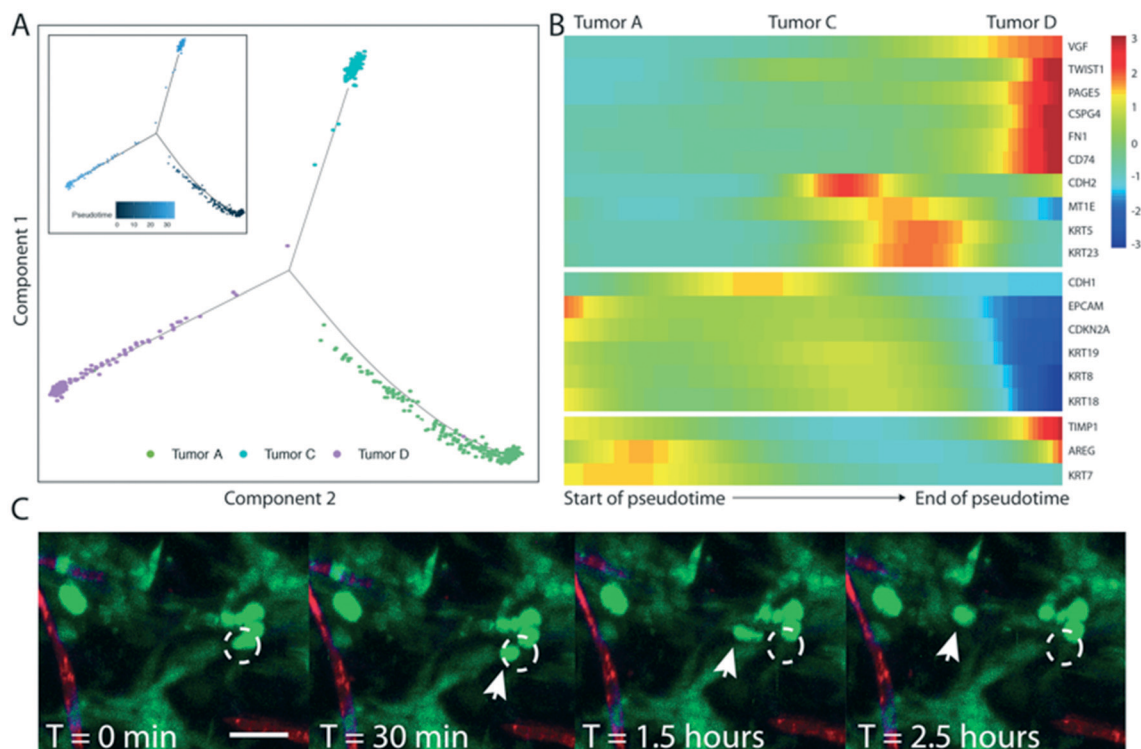 A
Pseudotime
0 10 20 30
Component 1
Tumor A Tumor C Tumor D
Component 2
B
Tumor A Tumor C Tumor D
VGF
TWIST1
PAGE5
CSPG4
FN1
CD74
CDH2
MT1E
KRT5
KRT23
CDH1
EPCAM
CDKN2A
KRT19
KRT8
KRT18
TIMP1
AREG
KRT7
3
2
1
0
-1
-2
-3
Start of pseudotime End of pseudotime
C
T = 0 min T = 30 min T = 1.5 hours T = 2.5 hours